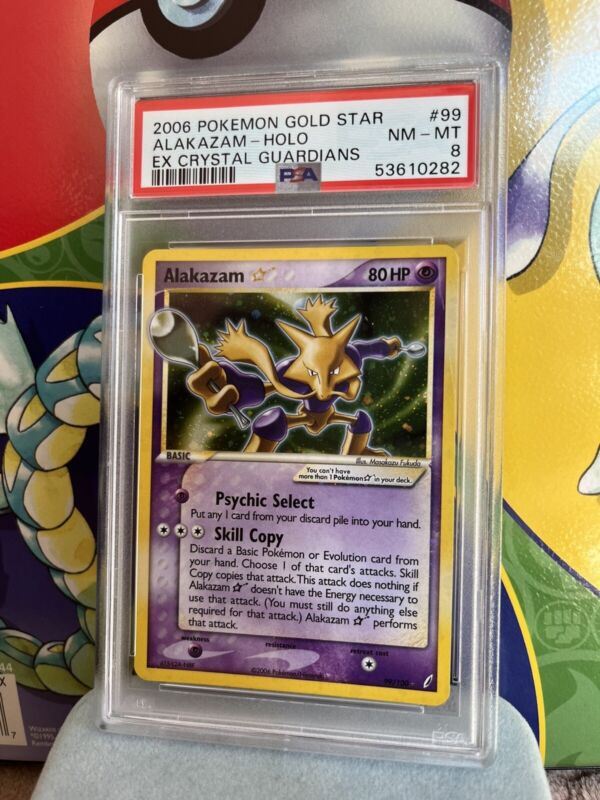 2006 POKEMON GOLD STAR #99
ALAKAZAM - HOLO NM - MT
EX CRYSTAL GUARDIANS 8
PSA 53610282
Alakazam ☆ 80 HP
BASIC
Illus. Masakazu Fukuda
You can't have
more than 1 Pokémon ☆ in your deck.
Psychic Select
Put any 1 card from your discard pile into your hand.
Skill Copy
Discard a Basic Pokémon or Evolution card from
your hand. Choose 1 of that card's attacks. Skill
Copy copies that attack. This attack does nothing if
Alakazam ☆ doesn't have the Energy necessary to
use that attack. (You must still do anything else
required for that attack.) Alakazam ☆ performs
that attack.
weakness resistance retreat cost
©2006 Pokémon/Nintendo
99/100
PSA
44
X
7
Wizards
©1995